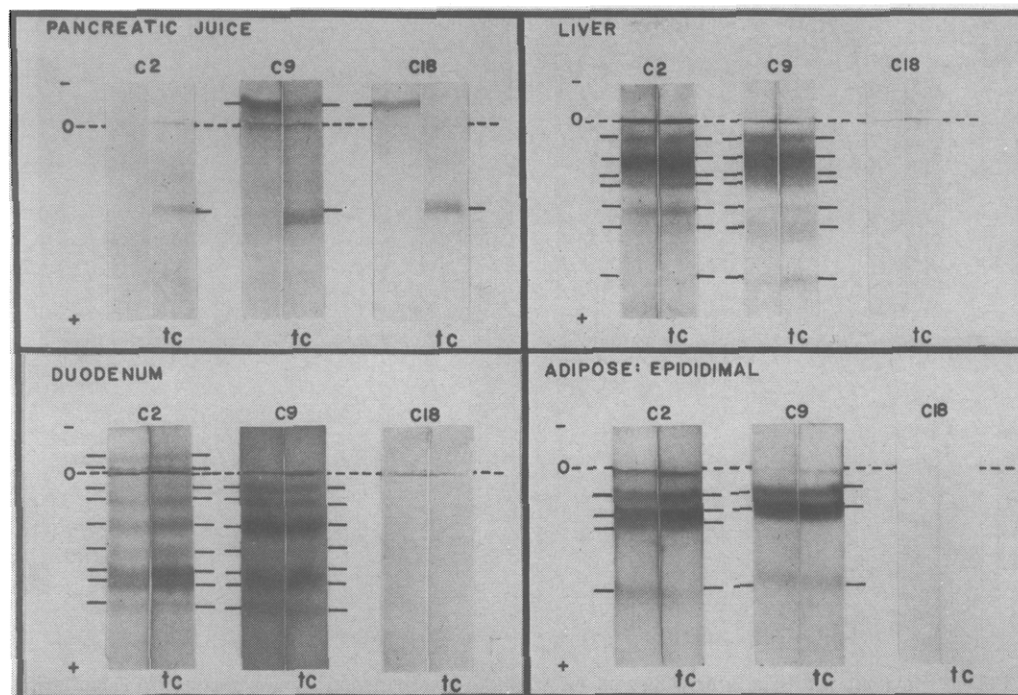 PANCREATIC JUICE
C2 C9 C18
-
O
+
tc tc tc
LIVER
C2 C9 C18
-
O
+
tc tc tc
DUODENUM
C2 C9 C18
-
O
+
tc tc tc
ADIPOSE: EPIDIDIMAL
C2 C9 C18
-
O
+
tc tc tc